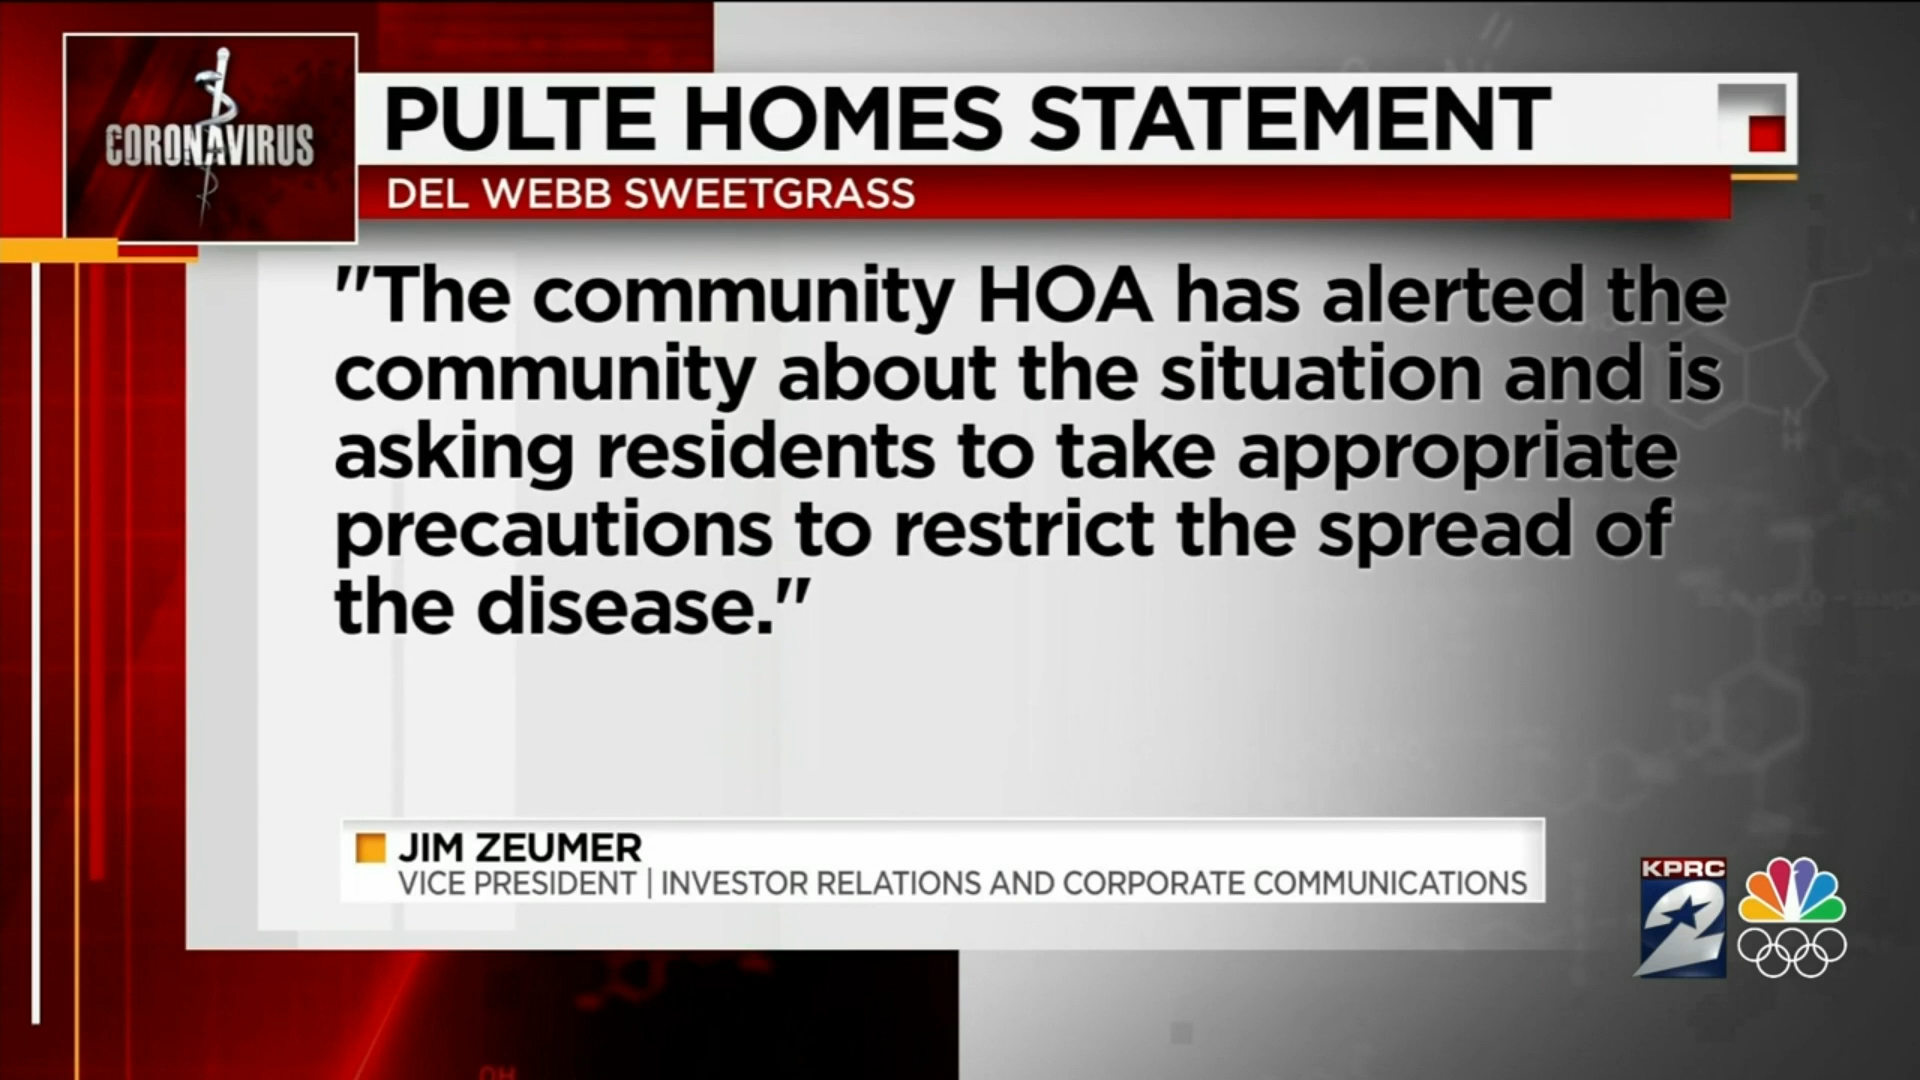 CORONAVIRUS
PULTE HOMES STATEMENT
DEL WEBB SWEETGRASS
"The community HOA has alerted the
community about the situation and is
asking residents to take appropriate
precautions to restrict the spread of
the disease."
JIM ZEUMER
VICE PRESIDENT | INVESTOR RELATIONS AND CORPORATE COMMUNICATIONS
KPRC
2
N
H
OH